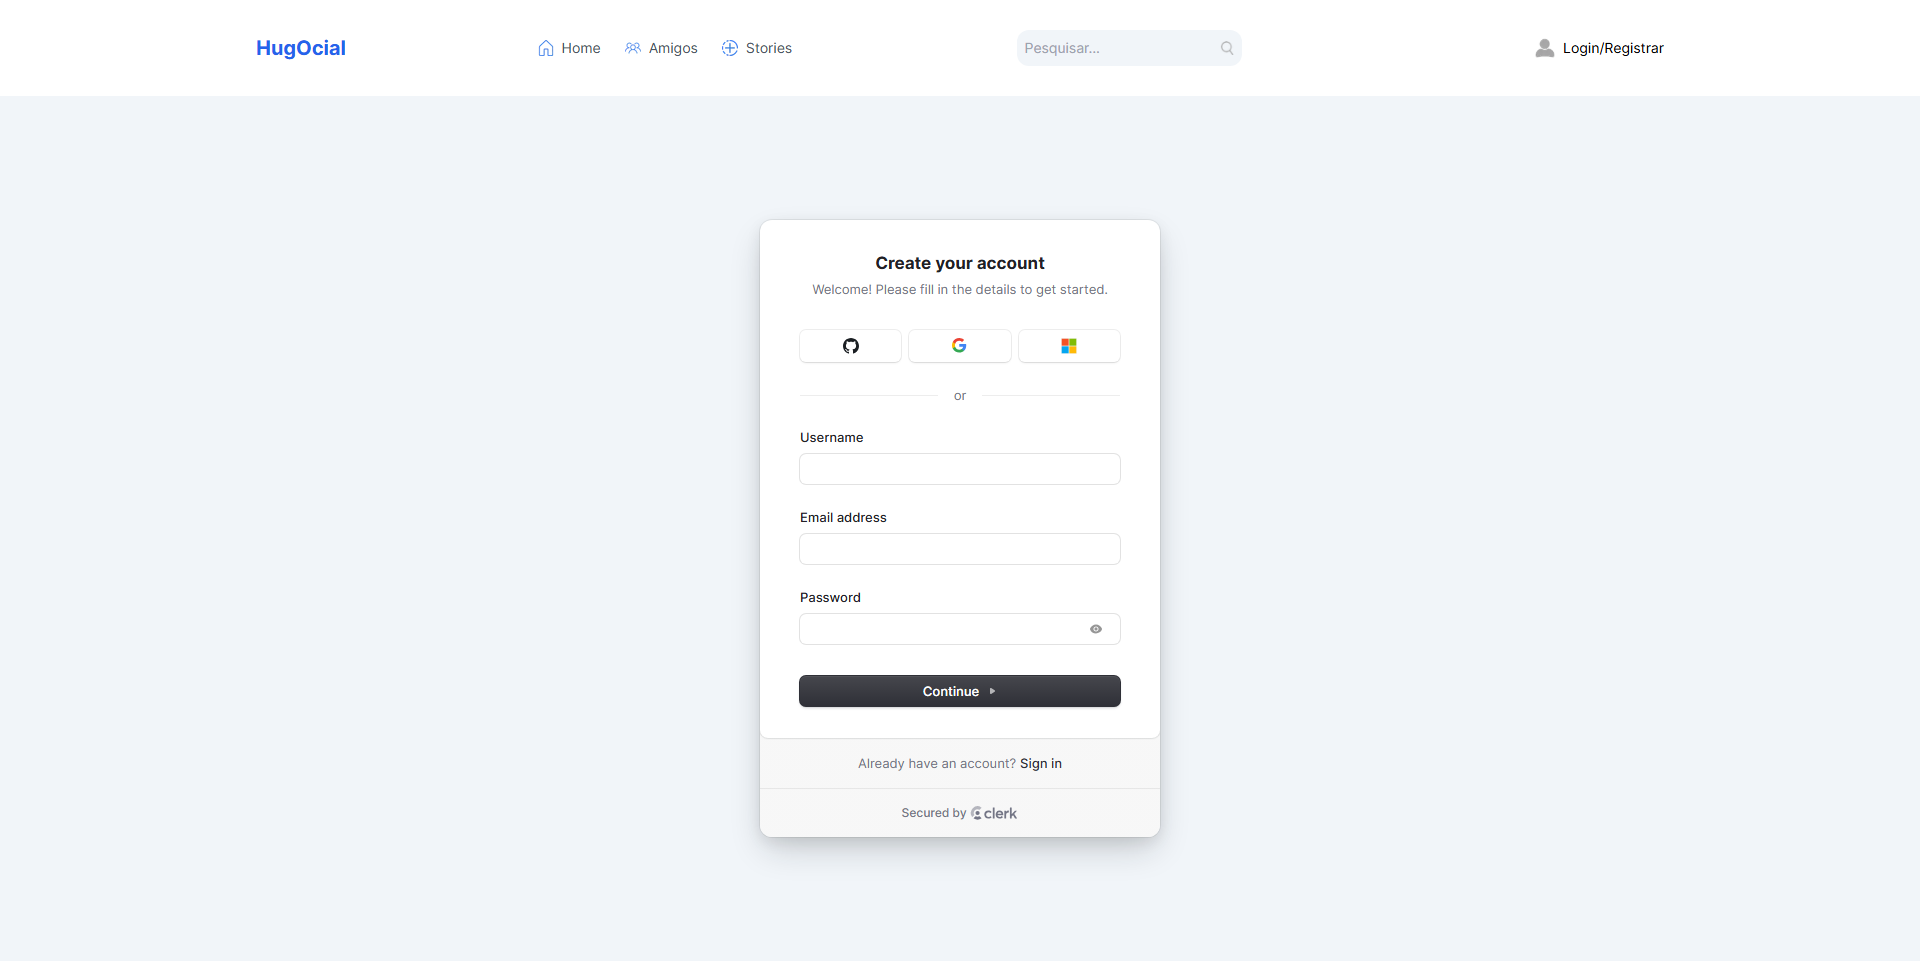 HugOcial
Home
Amigos
Stories
Pesquisar...
Login/Registrar
Create your account
Welcome! Please fill in the details to get started.
or
Username
Email address
Password
Continue
Already have an account? Sign in
Secured by clerk